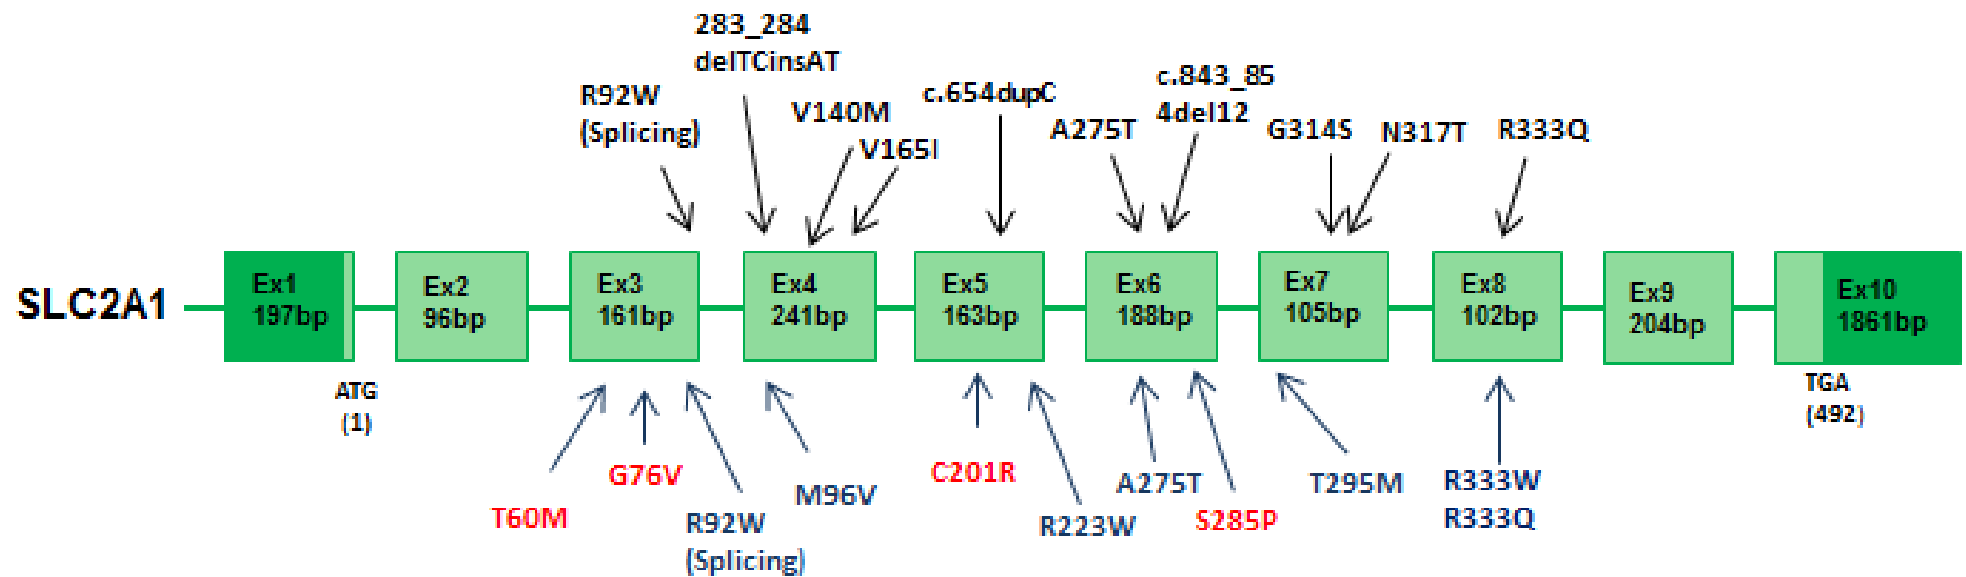 283_284
delTCinsAT
R92W
(Splicing)
V140M
V165I
c.654dupC
A275T
c.843_85
4del12
G314S
N317T
R333Q
SLC2A1
Ex1
197bp
Ex2
96bp
Ex3
161bp
Ex4
241bp
Ex5
163bp
Ex6
188bp
Ex7
105bp
Ex8
102bp
Ex9
204bp
Ex10
1861bp
ATG
(1)
TGA
(492)
T60M
G76V
R92W
(Splicing)
M96V
C201R
R223W
A275T
S285P
T295M
R333W
R333Q